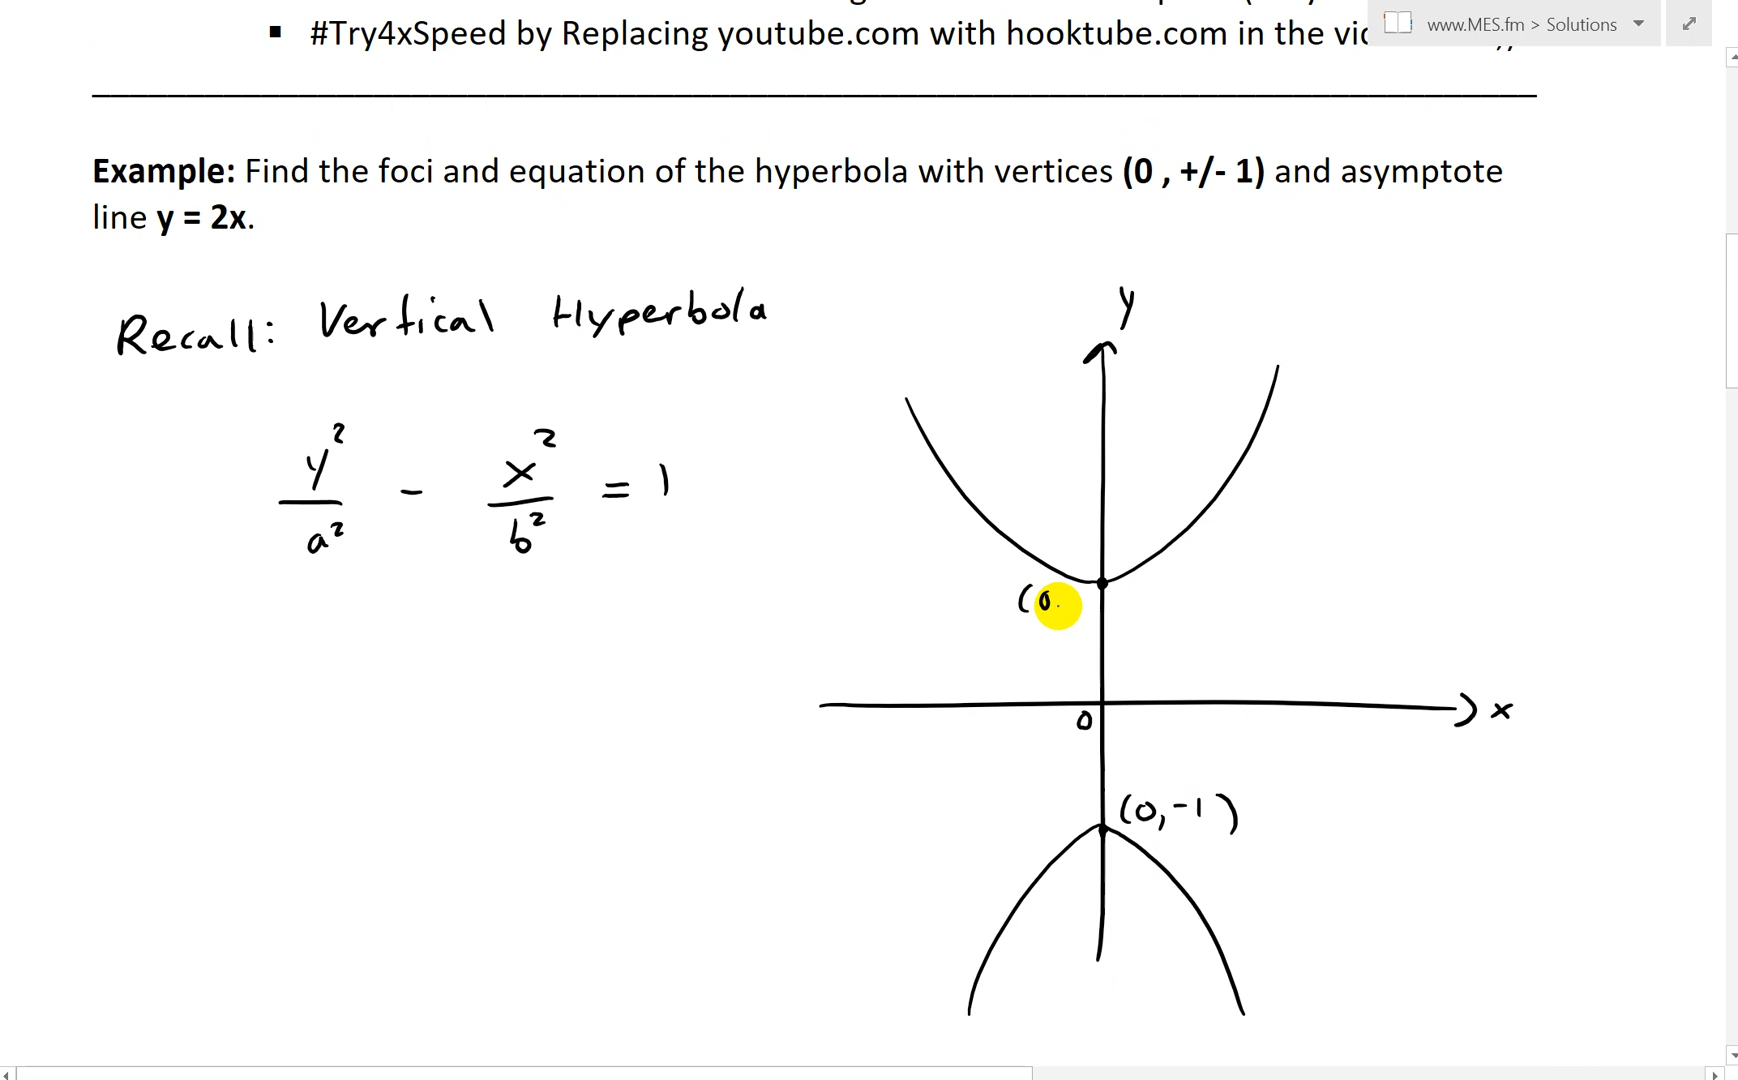 #Try4xSpeed by Replacing youtube.com with hooktube.com in the
www.MES.fm > Solutions
Example: Find the foci and equation of the hyperbola with vertices (0 , +/- 1) and asymptote
line y = 2x.
Recall: Vertical Hyperbola
y
y² / a² - x² / b² = 1
(0
x
0
(0,-1)